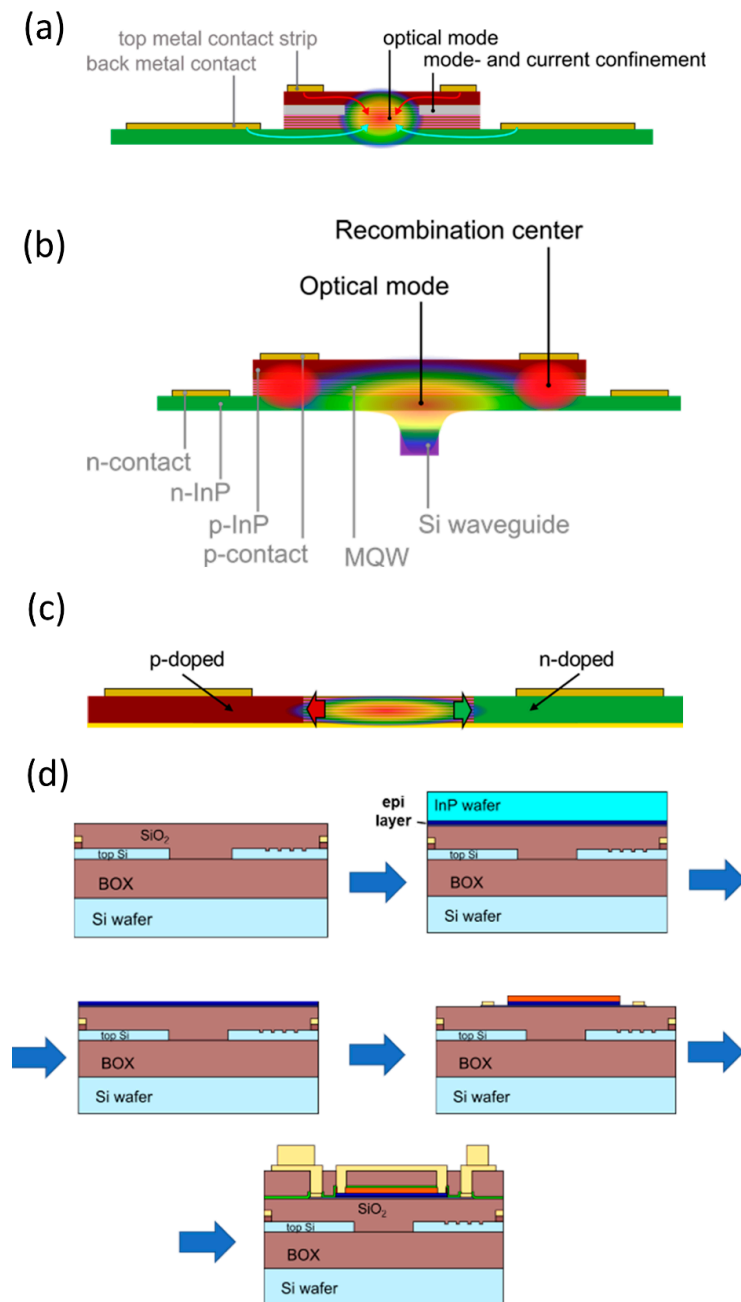 (a)
top metal contact strip
back metal contact
optical mode
mode- and current confinement
(b)
Recombination center
Optical mode
n-contact
n-InP
p-InP
p-contact
MQW
Si waveguide
(c)
p-doped
n-doped
(d)
SiO2
top Si
BOX
Si wafer
epi
layer
InP wafer
top Si
BOX
Si wafer
top Si
BOX
Si wafer
top Si
BOX
Si wafer
SiO2
top Si
BOX
Si wafer